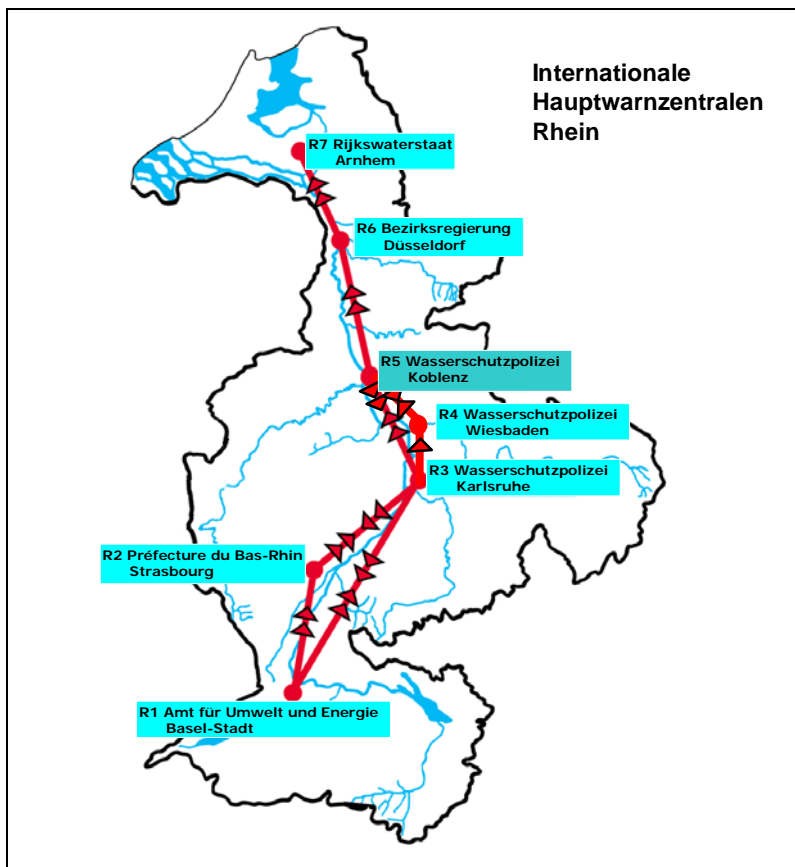 Internationale
Hauptwarnzentralen
Rhein
R7 Rijkswaterstaat
Arnhem
R6 Bezirksregierung
Düsseldorf
R5 Wasserschutzpolizei
Koblenz
R4 Wasserschutzpolizei
Wiesbaden
R3 Wasserschutzpolizei
Karlsruhe
R2 Préfecture du Bas-Rhin
Strasbourg
R1 Amt für Umwelt und Energie
Basel-Stadt